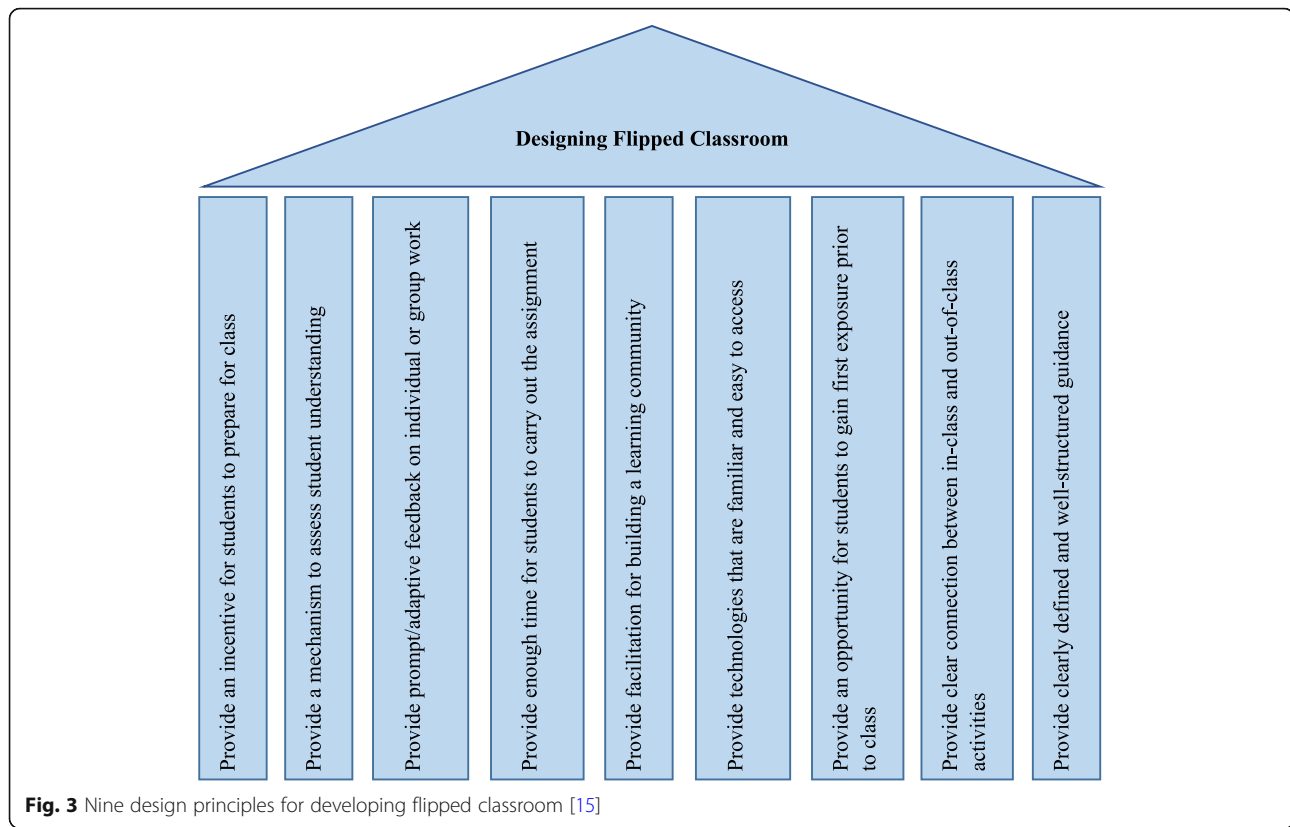 Designing Flipped Classroom
Provide an incentive for students to prepare for class
Provide a mechanism to assess student understanding
Provide prompt/adaptive feedback on individual or group work
Provide enough time for students to carry out the assignment
Provide facilitation for building a learning community
Provide technologies that are familiar and easy to access
Provide an opportunity for students to gain first exposure prior
to class
Provide clear connection between in-class and out-of-class
activities
Provide clearly defined and well-structured guidance
Fig. 3 Nine design principles for developing flipped classroom [15]